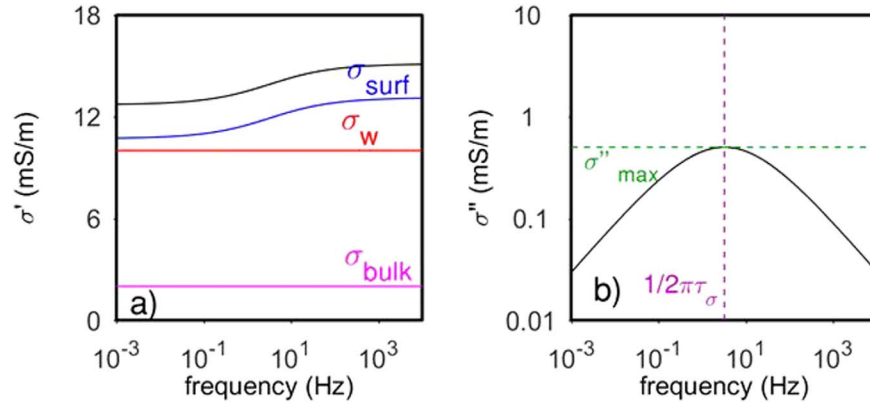 18
12
6
0
σ' (mS/m)
σsurf
σw
σbulk
a)
10⁻³ 10⁻¹ 10¹ 10³
frequency (Hz)
10
1
0.1
0.01
σ" (mS/m)
σ"max
1/2πτσ
b)
10⁻³ 10⁻¹ 10¹ 10³
frequency (Hz)